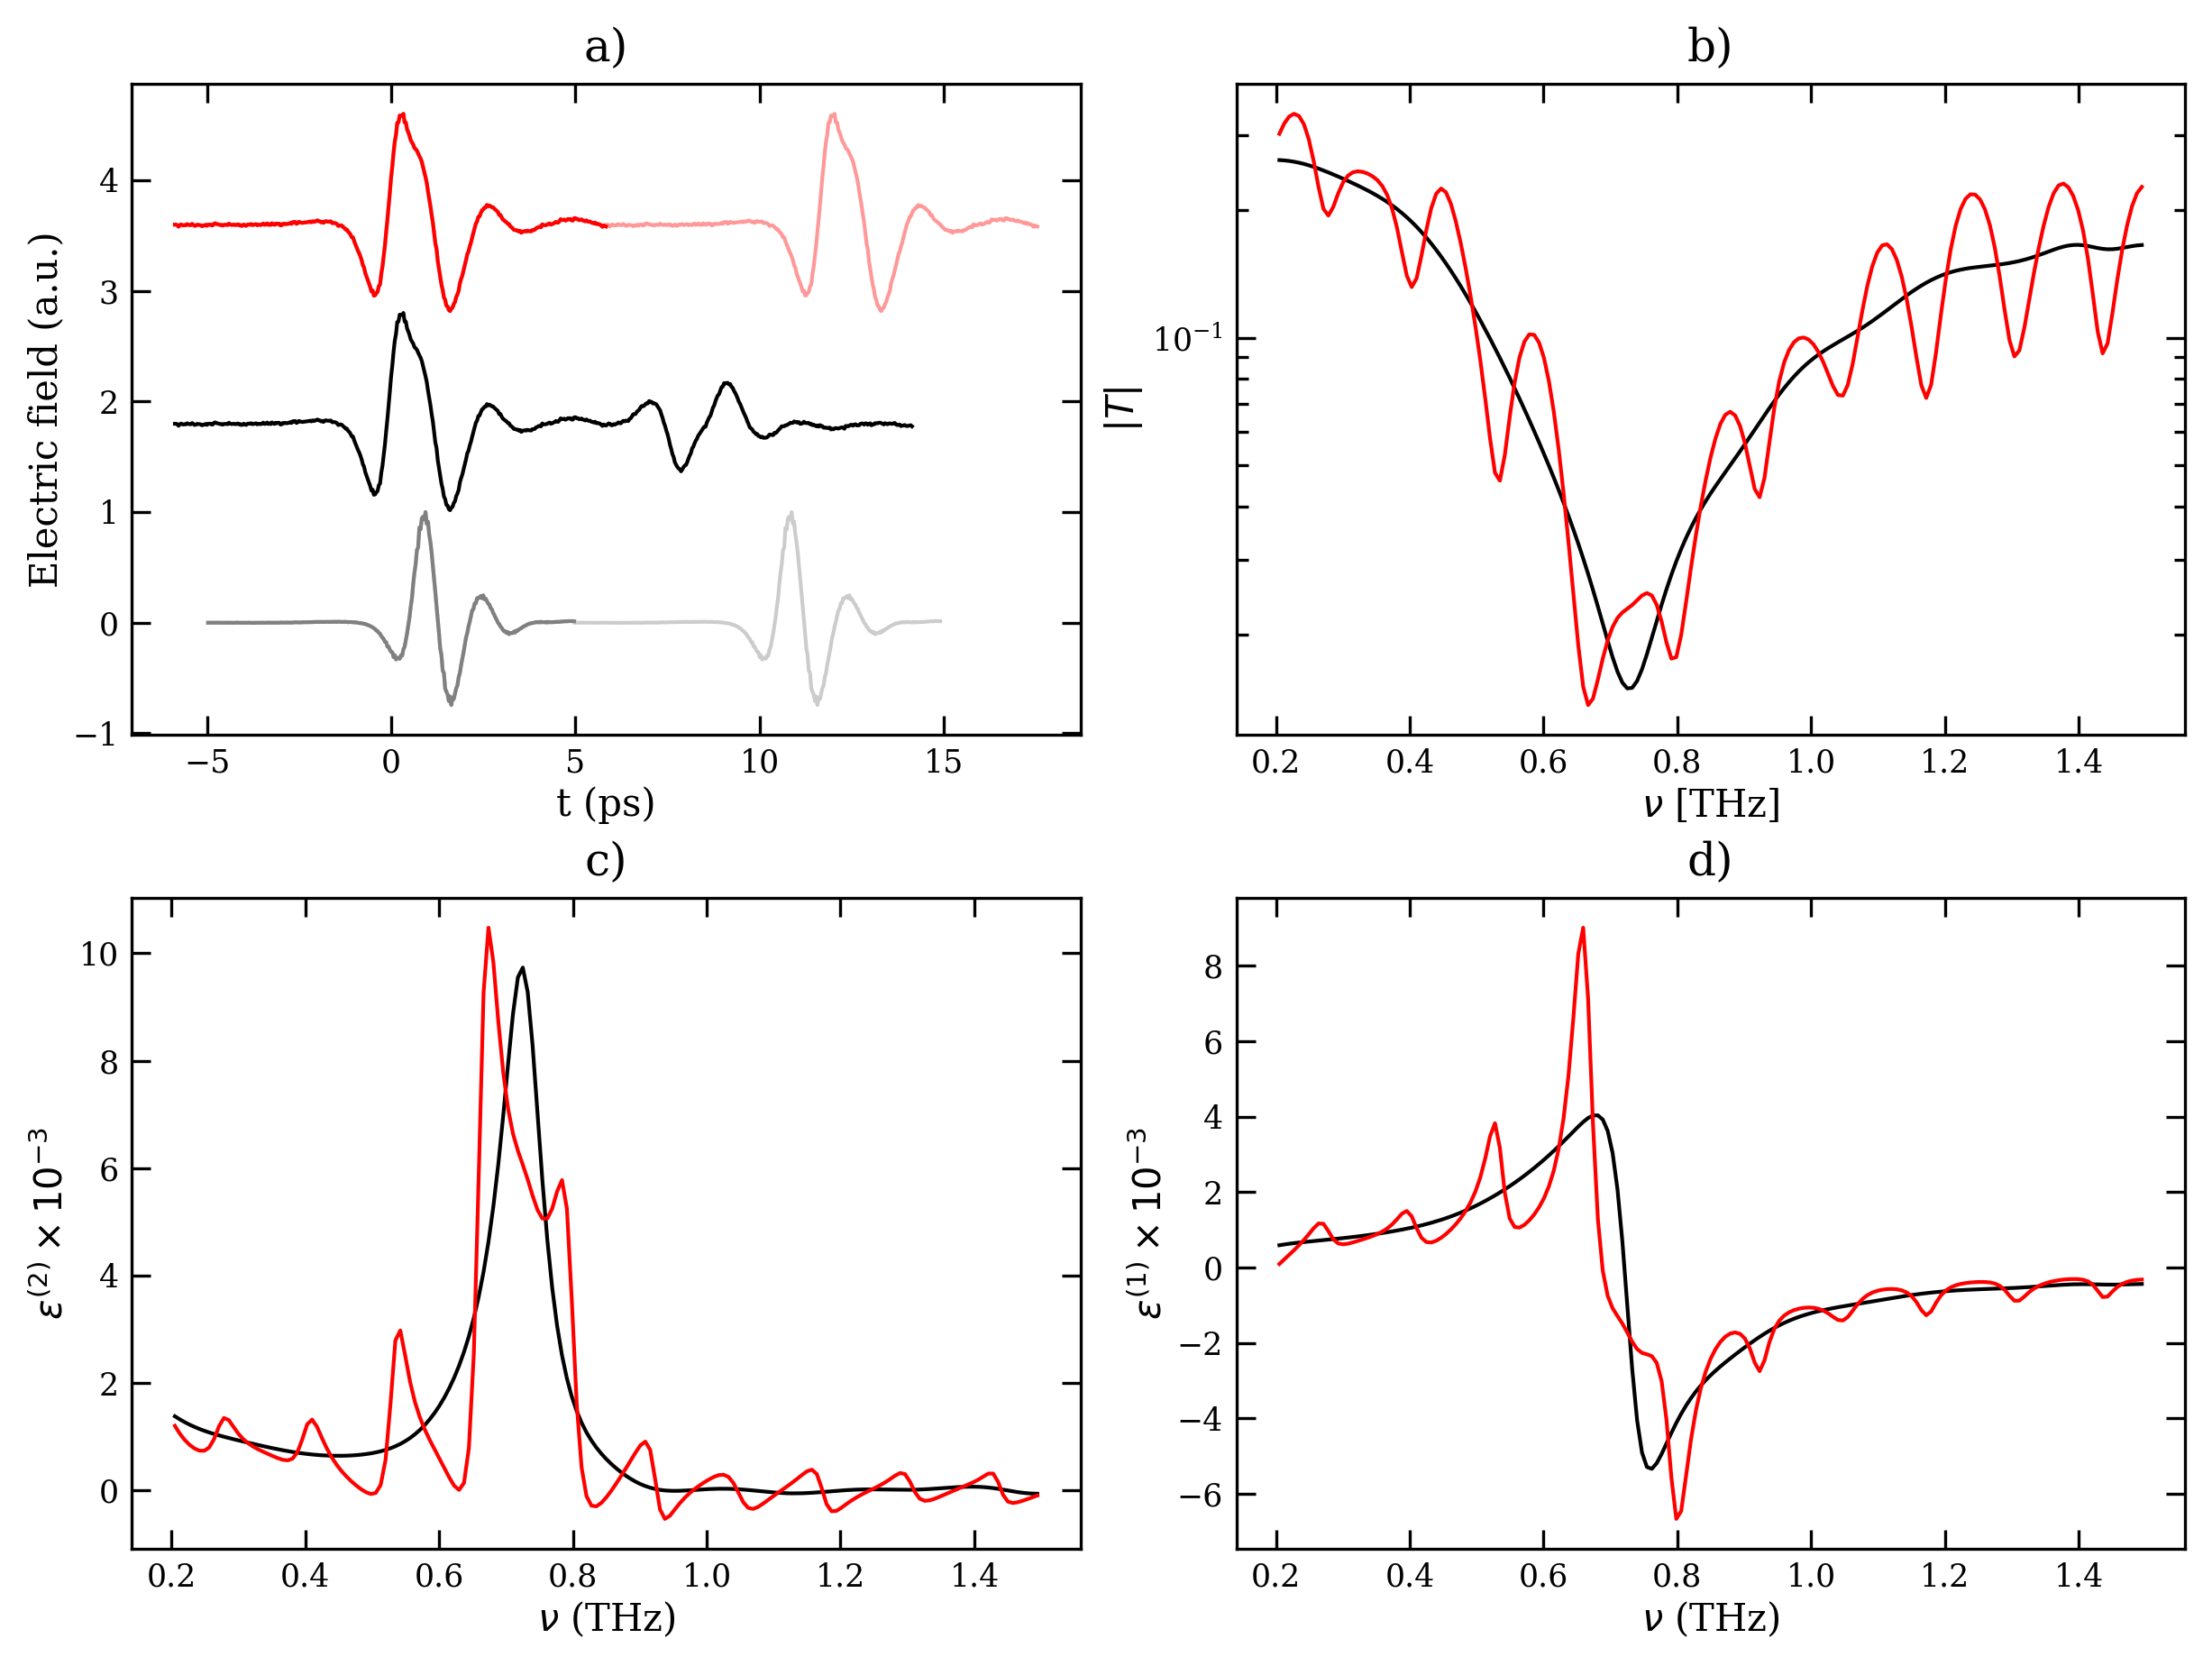 a)
Electric field (a.u.)
4
3
2
1
0
−1
−5 0 5 10 15
t (ps)
b)
|T|
10⁻¹
0.2 0.4 0.6 0.8 1.0 1.2 1.4
ν [THz]
c)
ε⁽²⁾ × 10⁻³
10
8
6
4
2
0
0.2 0.4 0.6 0.8 1.0 1.2 1.4
ν (THz)
d)
ε⁽¹⁾ × 10⁻³
8
6
4
2
0
−2
−4
−6
0.2 0.4 0.6 0.8 1.0 1.2 1.4
ν (THz)